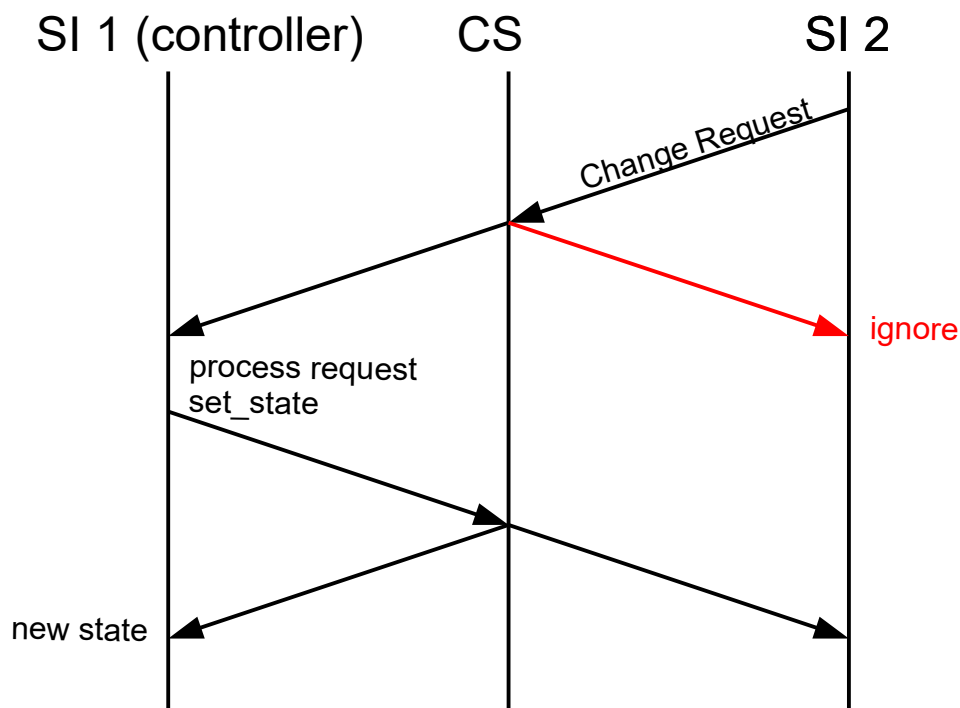 SI 1 (controller)
CS
SI 2
Change Request
ignore
process request
set_state
new state